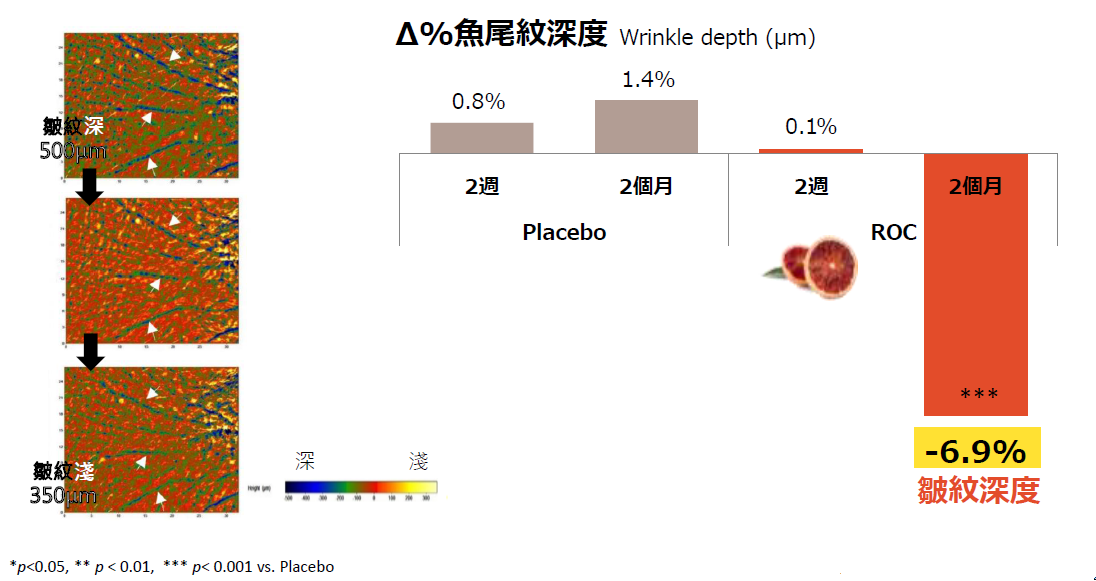 Δ%魚尾紋深度 Wrinkle depth (μm)
皺紋深
500μm
皺紋淺
350μm
深 淺
Height (μm)
0.8%
1.4%
0.1%
2週
2個月
2週
2個月
Placebo
ROC
***
-6.9%
皺紋深度
*p<0.05, ** p < 0.01, *** p< 0.001 vs. Placebo